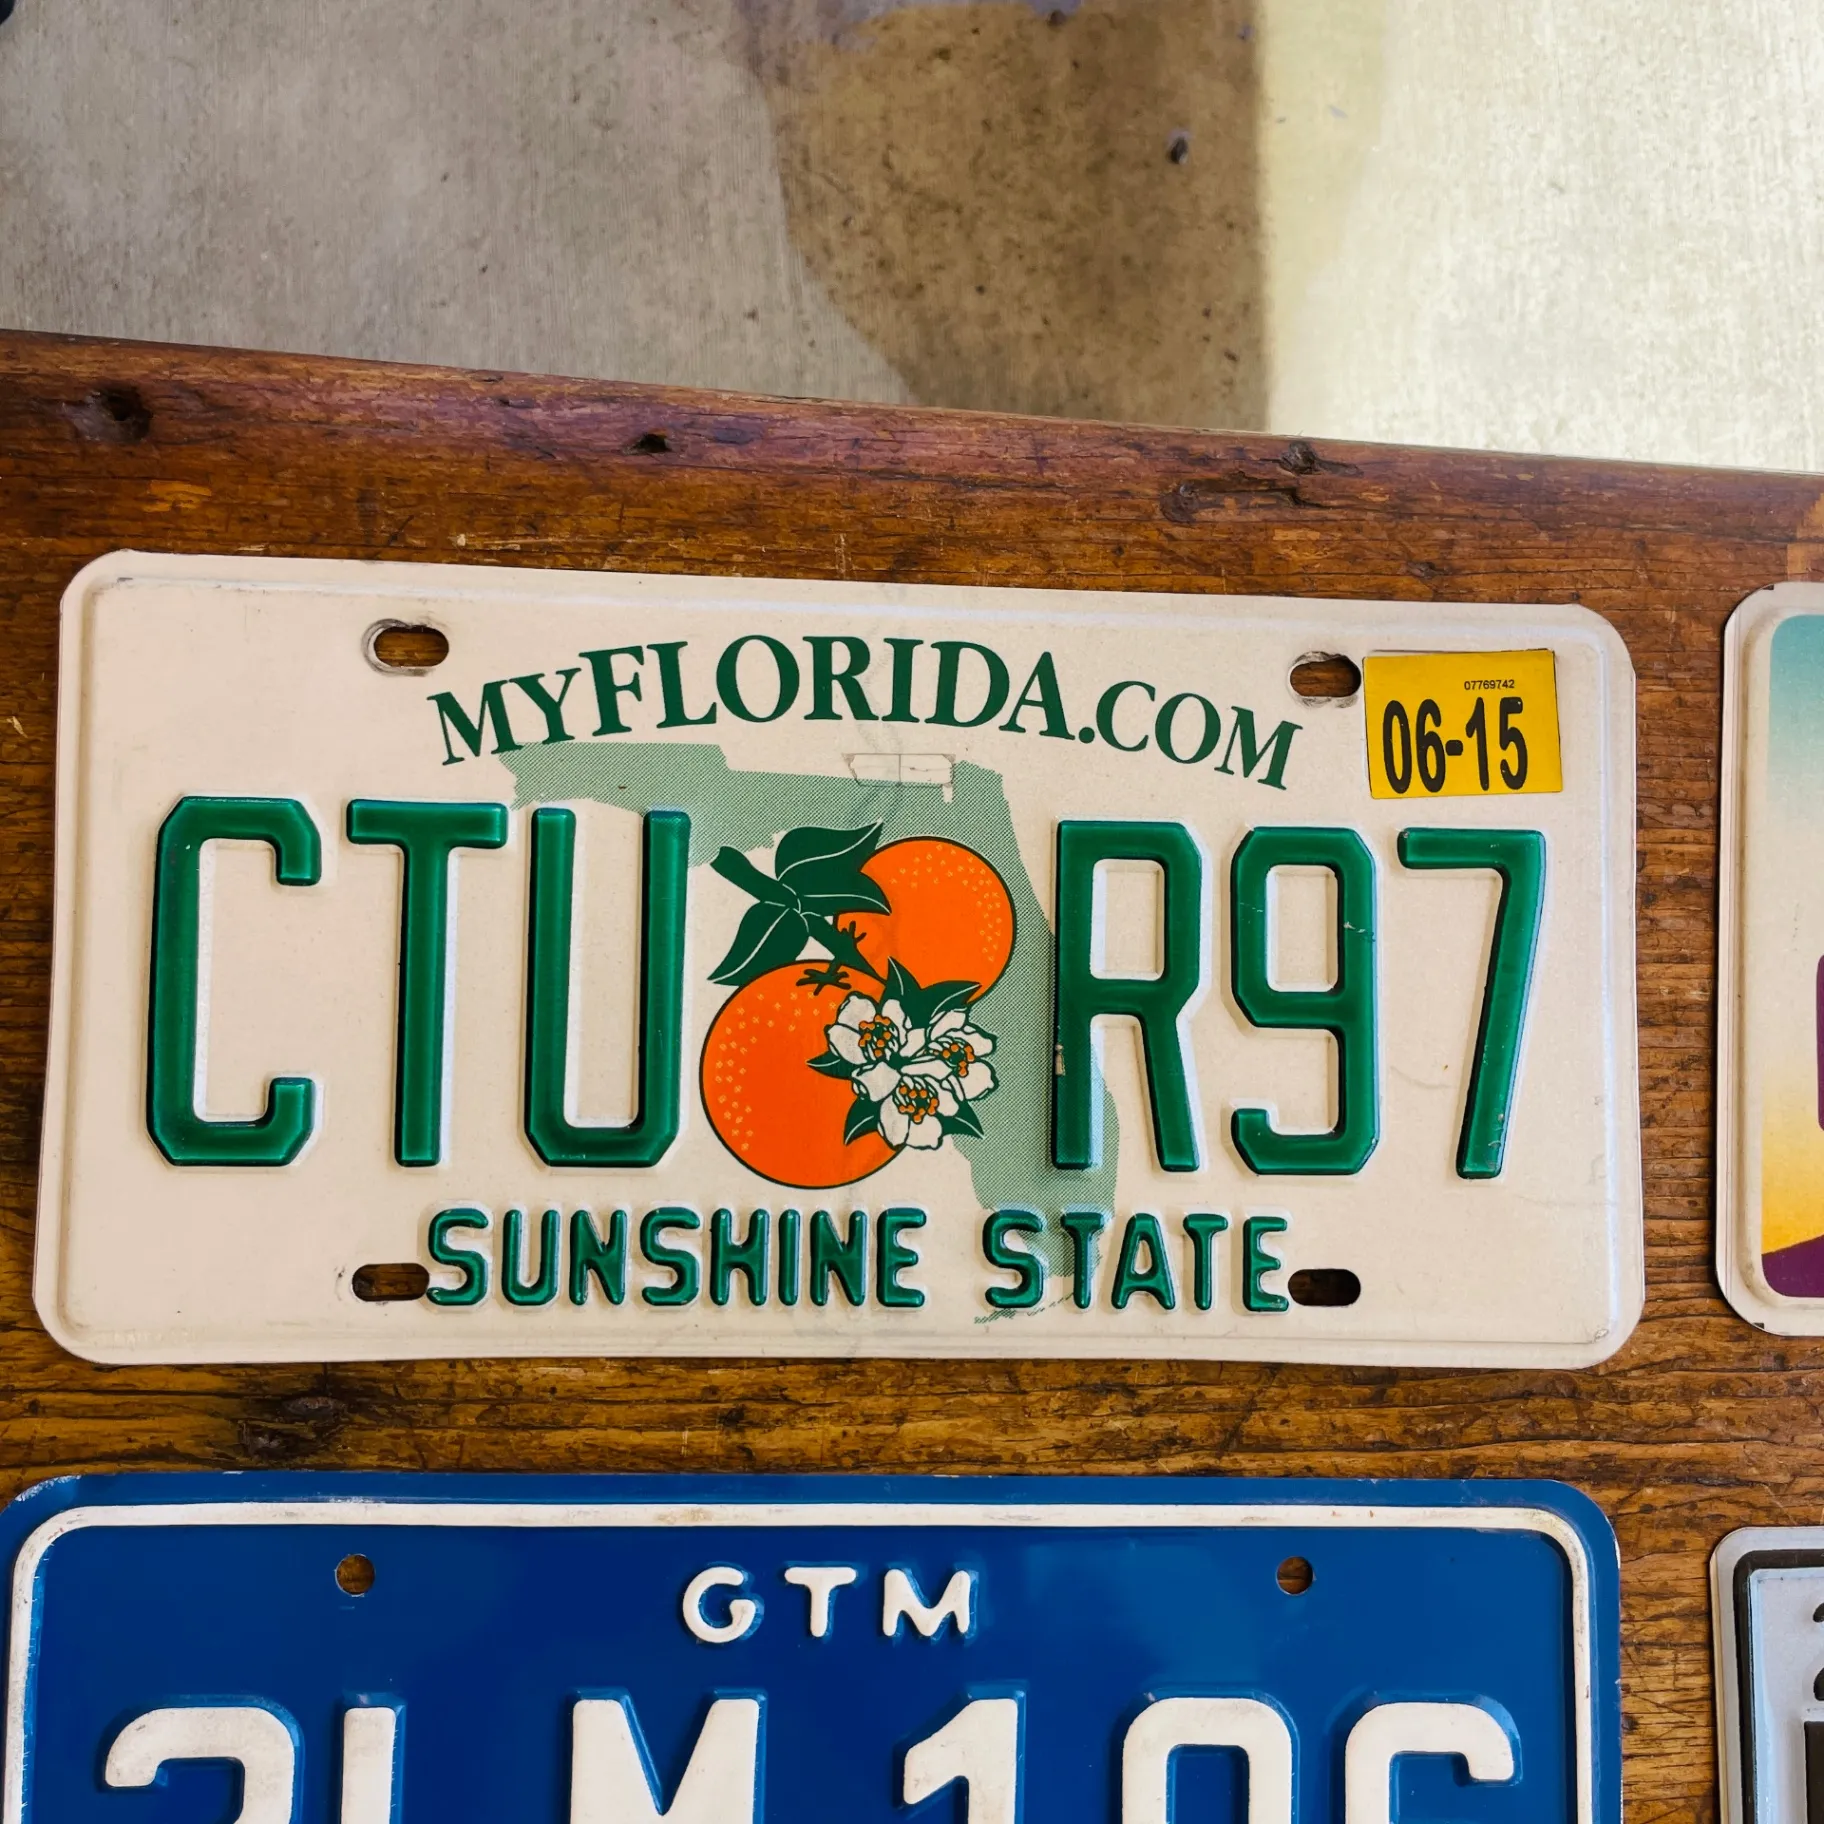 MYFLORIDA.COM
07769742
06-15
CTU R97
SUNSHINE STATE
GTM